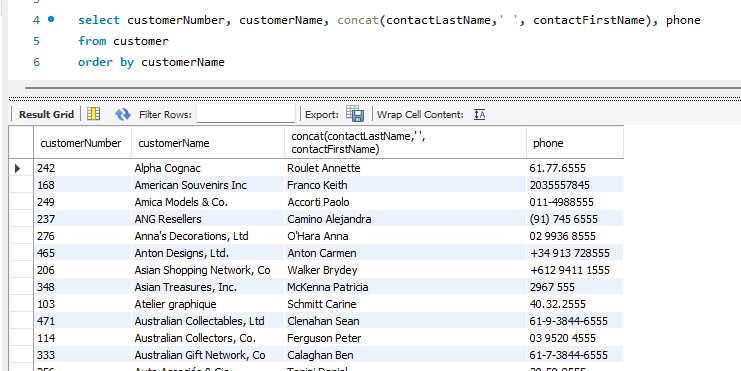 4 select customerNumber, customerName, concat(contactLastName,' ', contactFirstName), phone
5 from customer
6 order by customerName
Result Grid Filter Rows: Export: Wrap Cell Content:
customerNumber customerName concat(contactLastName,' ', contactFirstName) phone
242 Alpha Cognac Roulet Annette 61.77.6555
168 American Souvenirs Inc Franco Keith 2035557845
249 Amica Models & Co. Accorti Paolo 011-4988555
237 ANG Resellers Camino Alejandra (91) 745 6555
276 Anna's Decorations, Ltd O'Hara Anna 02 9936 8555
465 Anton Designs, Ltd. Anton Carmen +34 913 728555
206 Asian Shopping Network, Co Walker Brydey +612 9411 1555
348 Asian Treasures, Inc. McKenna Patricia 2967 555
103 Atelier graphique Schmitt Carine 40.32.2555
471 Australian Collectables, Ltd Clenahan Sean 61-9-3844-6555
114 Australian Collectors, Co. Ferguson Peter 03 9520 4555
333 Australian Gift Network, Co Calaghan Ben 61-7-3844-6555